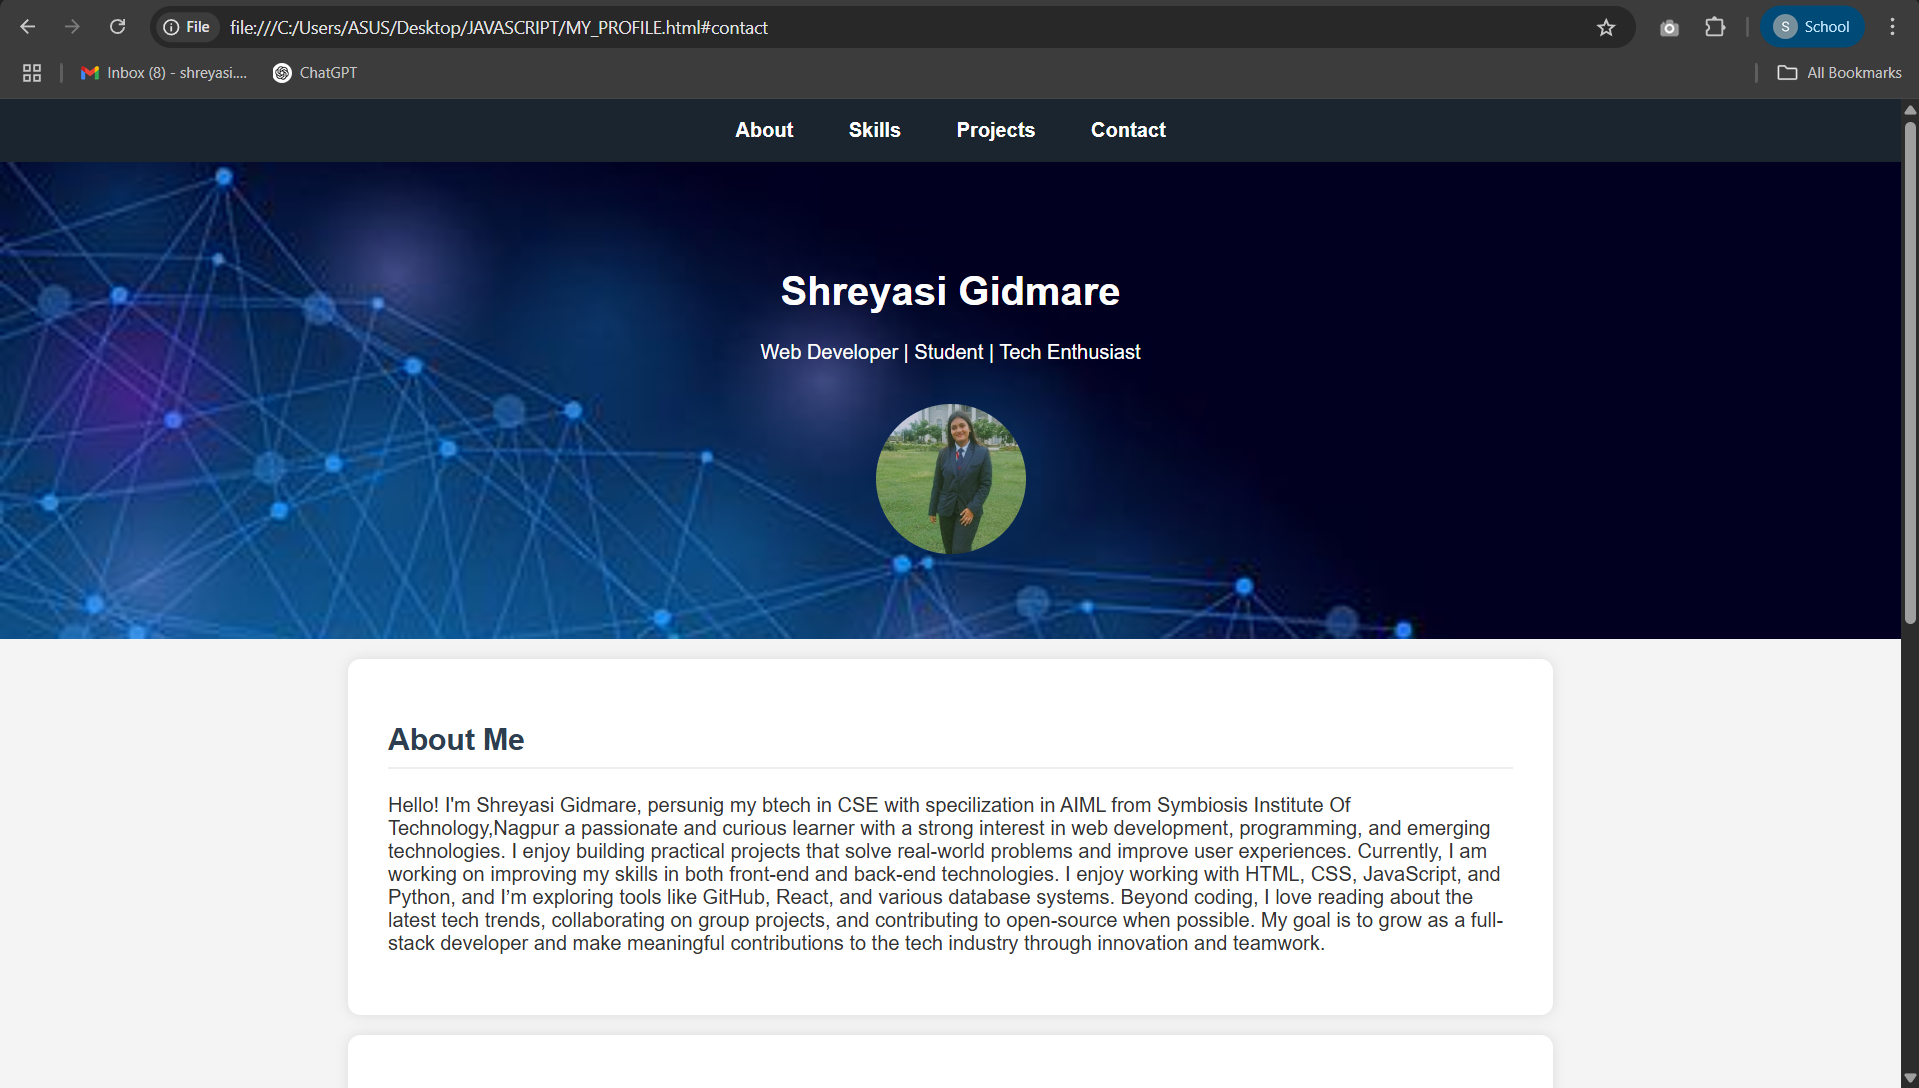 File
file:///C:/Users/ASUS/Desktop/JAVASCRIPT/MY_PROFILE.html#contact
S School
Inbox (8) - shreyasi....
ChatGPT
All Bookmarks
About Skills Projects Contact
Shreyasi Gidmare
Web Developer | Student | Tech Enthusiast
About Me
Hello! I'm Shreyasi Gidmare, persunig my btech in CSE with specilization in AIML from Symbiosis Institute Of
Technology,Nagpur a passionate and curious learner with a strong interest in web development, programming, and emerging
technologies. I enjoy building practical projects that solve real-world problems and improve user experiences. Currently, I am
working on improving my skills in both front-end and back-end technologies. I enjoy working with HTML, CSS, JavaScript, and
Python, and I’m exploring tools like GitHub, React, and various database systems. Beyond coding, I love reading about the
latest tech trends, collaborating on group projects, and contributing to open-source when possible. My goal is to grow as a full-
stack developer and make meaningful contributions to the tech industry through innovation and teamwork.